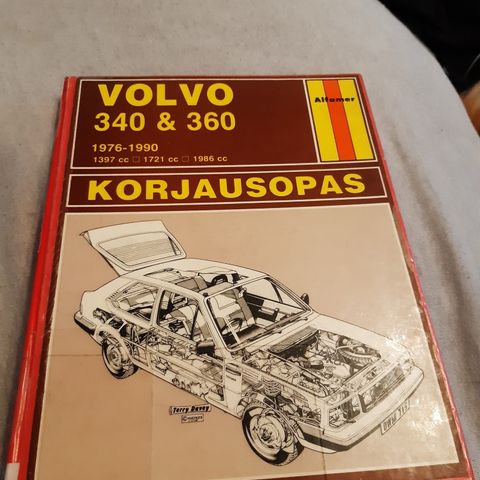 VOLVO
340 & 360
1976-1990
1397 cc □ 1721 cc □ 1986 cc
Alfamer
KORJAUSOPAS
Terry Davey